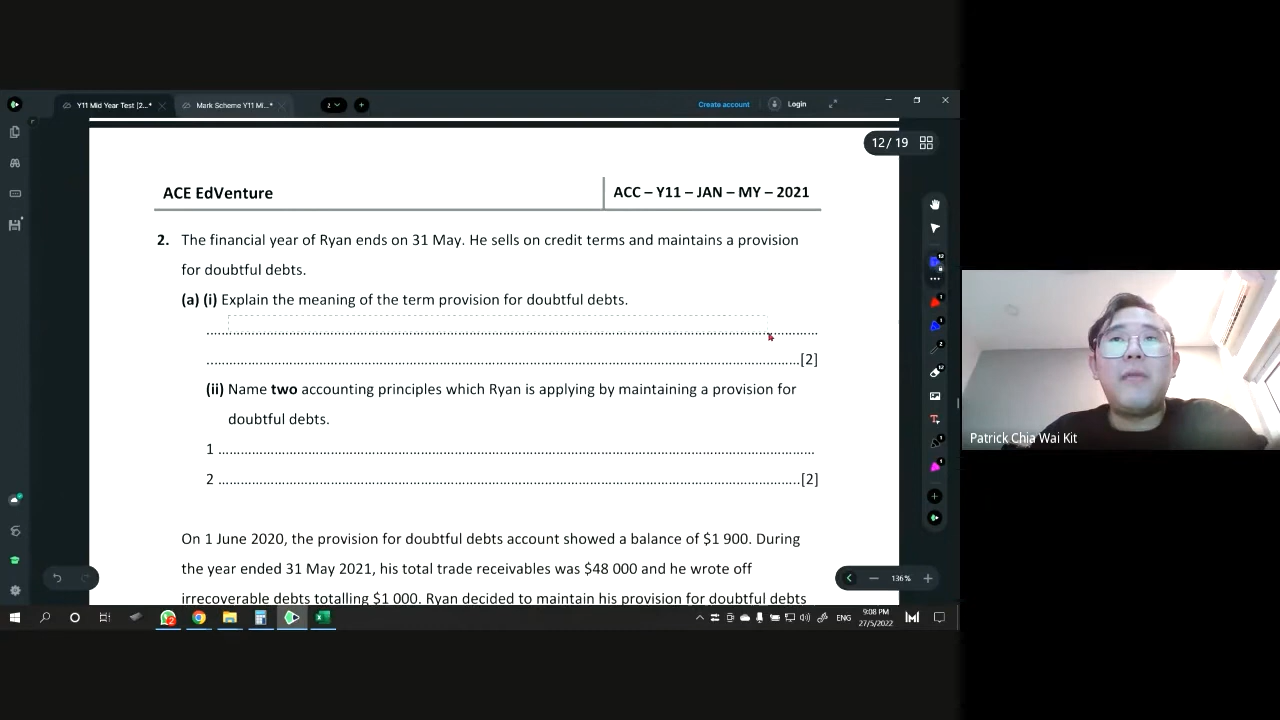 Y11 Mid Year Test [2...*
Mark Scheme Y11 Mi...*
2
Create account
Login
12/ 19
ACE EdVenture
ACC – Y11 – JAN – MY – 2021
2. The financial year of Ryan ends on 31 May. He sells on credit terms and maintains a provision
for doubtful debts.
(a) (i) Explain the meaning of the term provision for doubtful debts.
[2]
(ii) Name two accounting principles which Ryan is applying by maintaining a provision for
doubtful debts.
1
2 [2]
On 1 June 2020, the provision for doubtful debts account showed a balance of $1 900. During
the year ended 31 May 2021, his total trade receivables was $48 000 and he wrote off
irrecoverable debts totalling $1 000. Ryan decided to maintain his provision for doubtful debts
136%
ENG
9:08 PM
27/5/2022
Patrick Chia Wai Kit